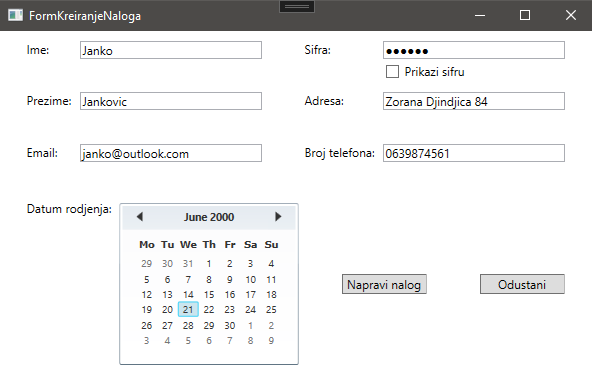 FormKreiranjeNaloga
Ime: Janko
Sifra: ●●●●●●
Prikazi sifru
Prezime: Jankovic
Adresa: Zorana Djindjica 84
Email: janko@outlook.com
Broj telefona: 0639874561
Datum rodjenja:
June 2000
Mo Tu We Th Fr Sa Su
29 30 31 1 2 3 4
5 6 7 8 9 10 11
12 13 14 15 16 17 18
19 20 21 22 23 24 25
26 27 28 29 30 1 2
3 4 5 6 7 8 9
Napravi nalog
Odustani